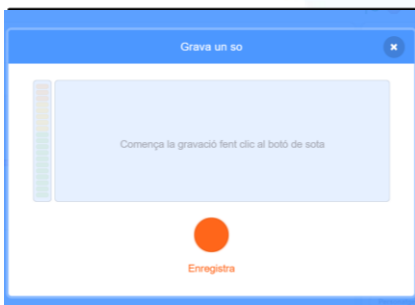 Grava un so
Comença la gravació fent clic al botó de sota
Enregistra